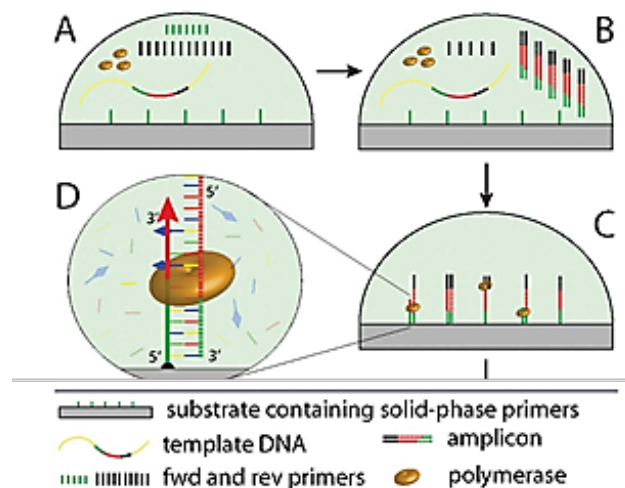 A
B
D
5'
3'
C
5'
3'
substrate containing solid-phase primers
template DNA
amplicon
fwd and rev primers
polymerase